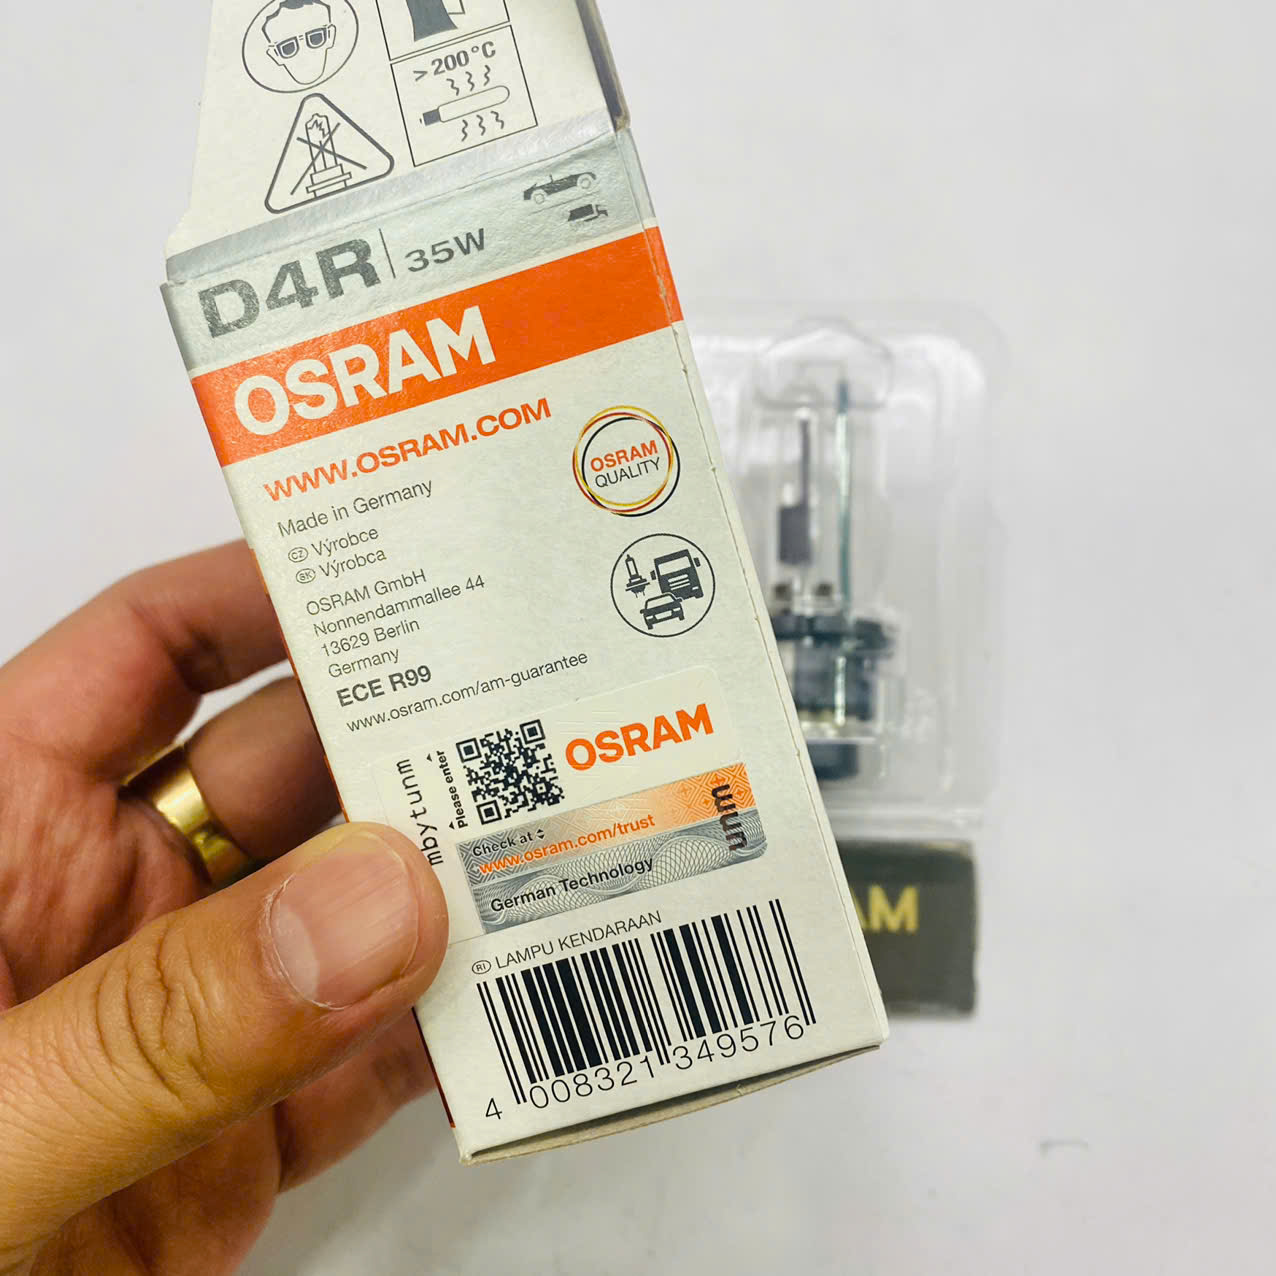 > 200°C
D4R 35W
OSRAM
WWW.OSRAM.COM
OSRAM
QUALITY
Made in Germany
CZ Výrobce
SK Výrobca
OSRAM GmbH
Nonnendammallee 44
13629 Berlin
Germany
ECE R99
www.osram.com/am-guarantee
mbytunm
Please enter
OSRAM
Check at
www.osram.com/trust
German Technology
RI LAMPU KENDARAAN
4 008321 349576
AM